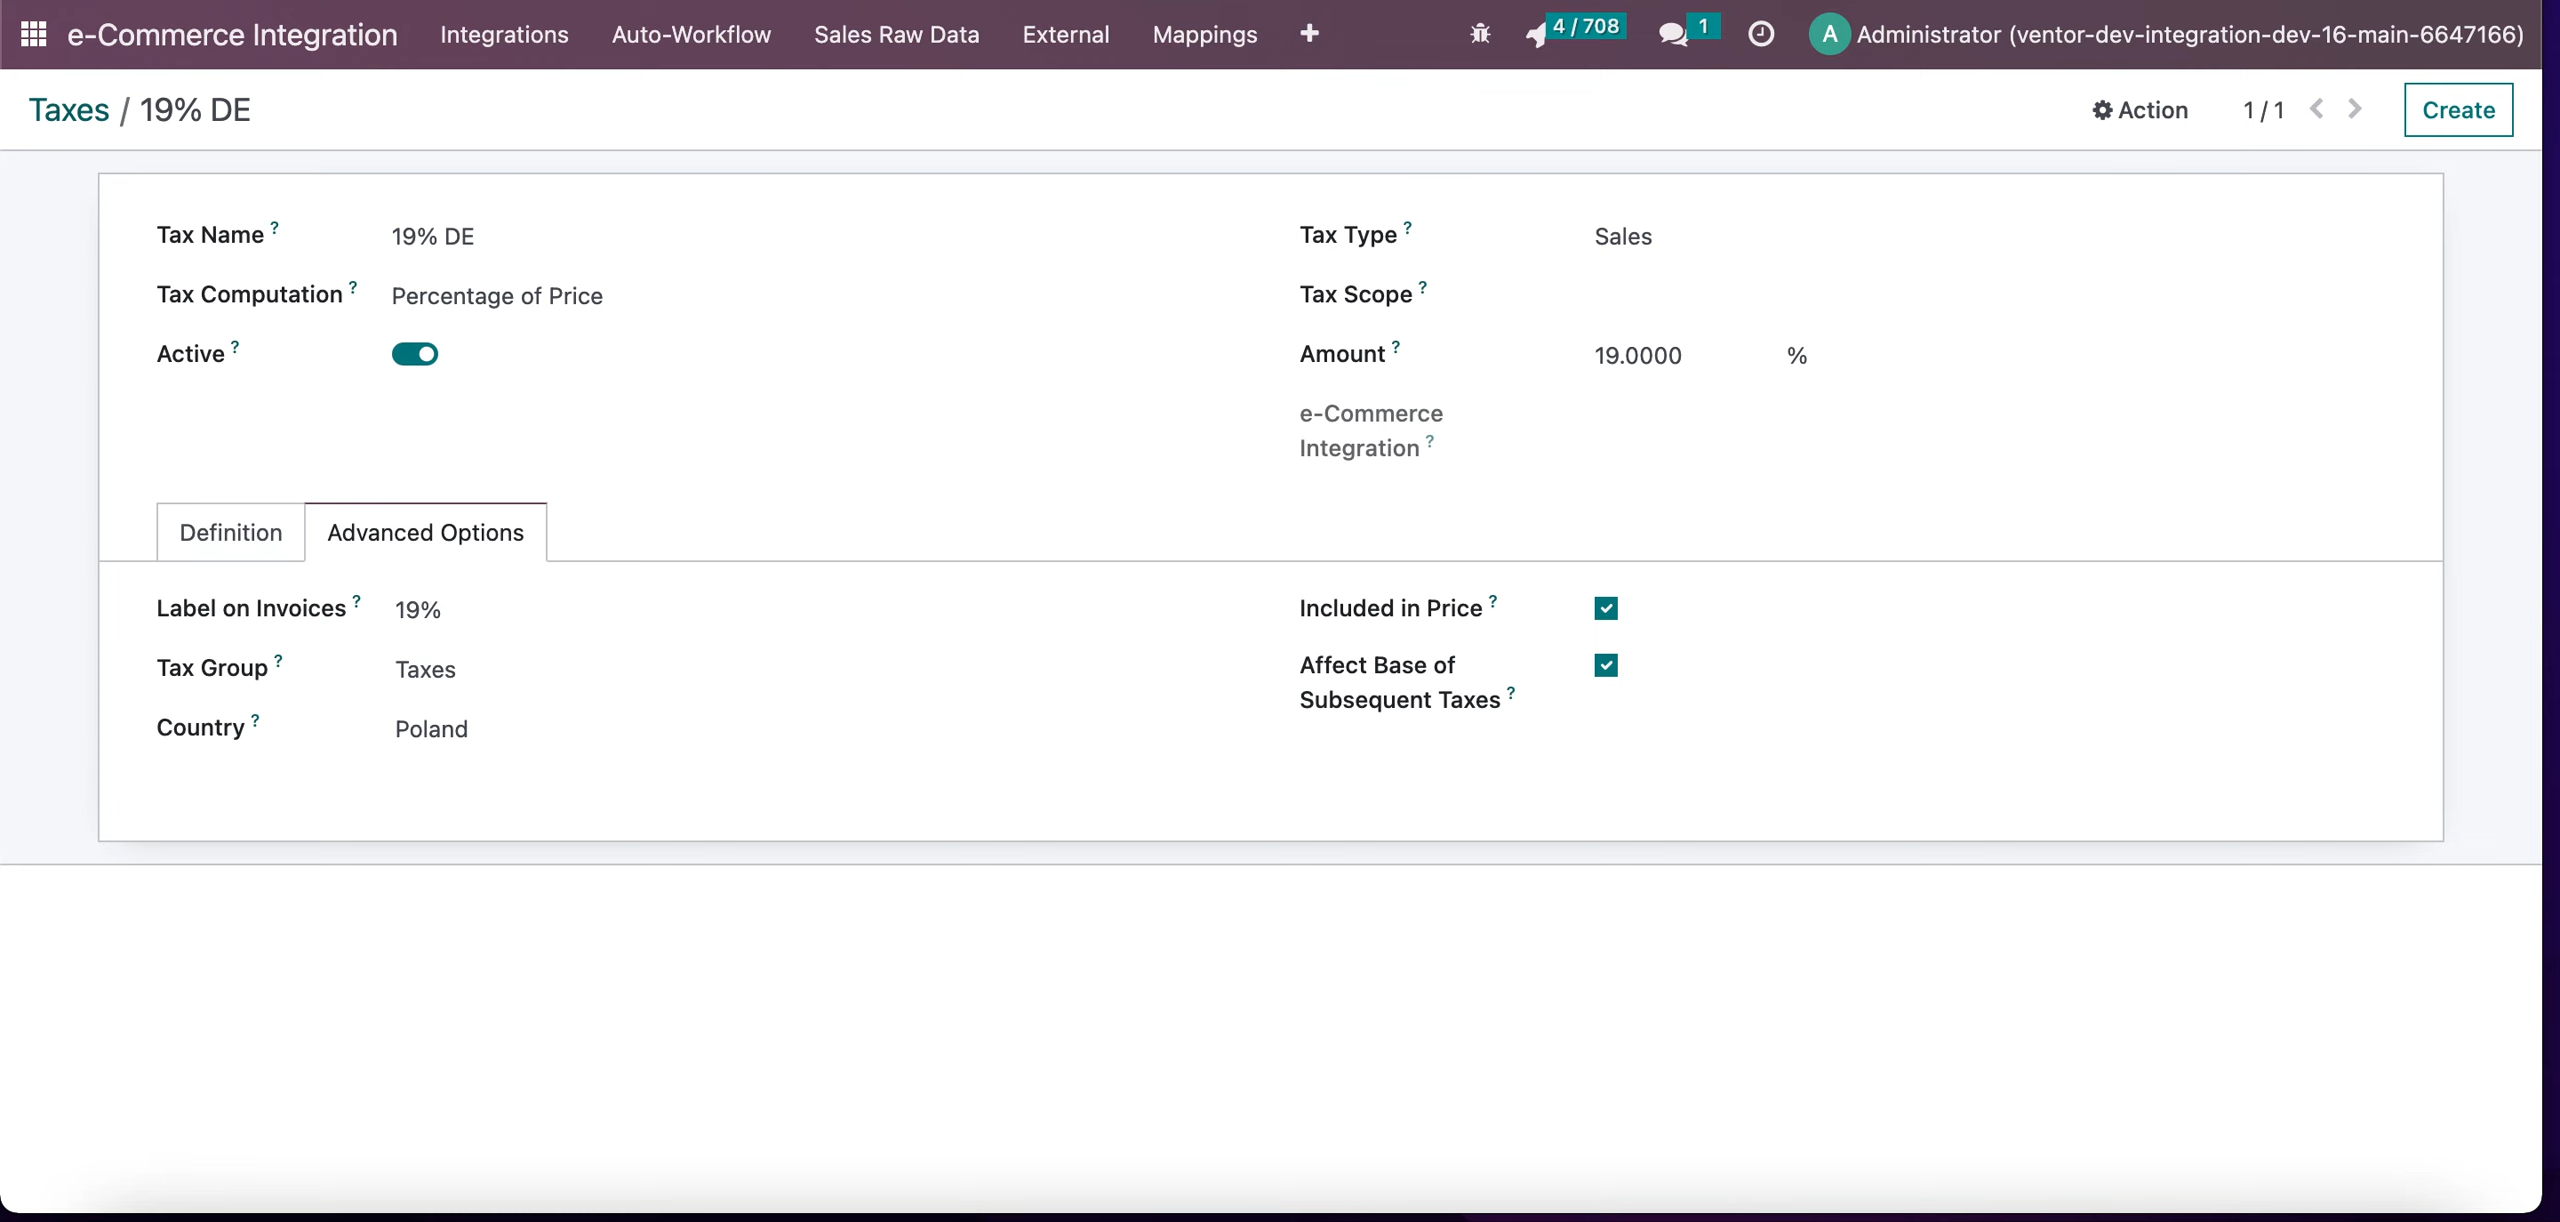 e-Commerce Integration Integrations Auto-Workflow Sales Raw Data External Mappings + 4 / 708 1 A Administrator (ventor-dev-integration-dev-16-main-6647166)
Taxes / 19% DE Action 1 / 1 Create
Tax Name ? 19% DE Tax Type ? Sales
Tax Computation ? Percentage of Price Tax Scope ?
Active ? Amount ? 19.0000 %
e-Commerce
Integration ?
Definition Advanced Options
Label on Invoices ? 19% Included in Price ?
Tax Group ? Taxes Affect Base of
Subsequent Taxes ?
Country ? Poland